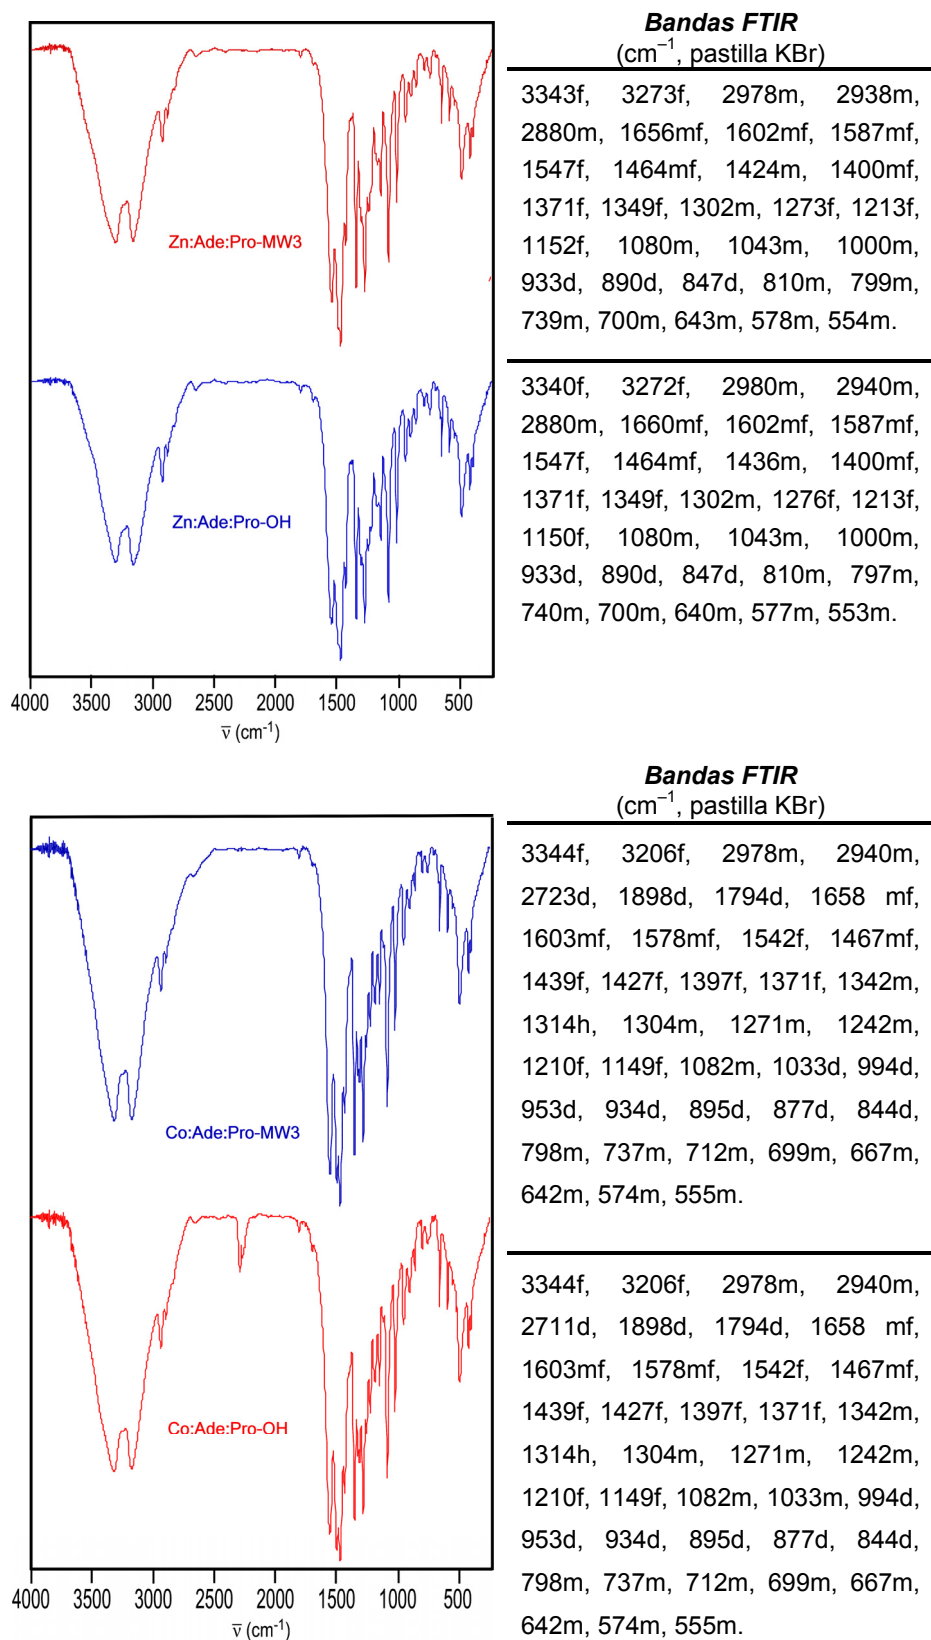 Bandas FTIR
(cm⁻¹, pastilla KBr)
3343f, 3273f, 2978m, 2938m,
2880m, 1656mf, 1602mf, 1587mf,
1547f, 1464mf, 1424m, 1400mf,
1371f, 1349f, 1302m, 1273f, 1213f,
1152f, 1080m, 1043m, 1000m,
933d, 890d, 847d, 810m, 799m,
739m, 700m, 643m, 578m, 554m.
Zn:Ade:Pro-MW3
3340f, 3272f, 2980m, 2940m,
2880m, 1660mf, 1602mf, 1587mf,
1547f, 1464mf, 1436m, 1400mf,
1371f, 1349f, 1302m, 1276f, 1213f,
1150f, 1080m, 1043m, 1000m,
933d, 890d, 847d, 810m, 797m,
740m, 700m, 640m, 577m, 553m.
Zn:Ade:Pro-OH
4000 3500 3000 2500 2000 1500 1000 500
ν̅ (cm⁻¹)
Bandas FTIR
(cm⁻¹, pastilla KBr)
3344f, 3206f, 2978m, 2940m,
2723d, 1898d, 1794d, 1658 mf,
1603mf, 1578mf, 1542f, 1467mf,
1439f, 1427f, 1397f, 1371f, 1342m,
1314h, 1304m, 1271m, 1242m,
1210f, 1149f, 1082m, 1033d, 994d,
953d, 934d, 895d, 877d, 844d,
798m, 737m, 712m, 699m, 667m,
642m, 574m, 555m.
Co:Ade:Pro-MW3
3344f, 3206f, 2978m, 2940m,
2711d, 1898d, 1794d, 1658 mf,
1603mf, 1578mf, 1542f, 1467mf,
1439f, 1427f, 1397f, 1371f, 1342m,
1314h, 1304m, 1271m, 1242m,
1210f, 1149f, 1082m, 1033m, 994d,
953d, 934d, 895d, 877d, 844d,
798m, 737m, 712m, 699m, 667m,
642m, 574m, 555m.
Co:Ade:Pro-OH
4000 3500 3000 2500 2000 1500 1000 500
ν̅ (cm⁻¹)